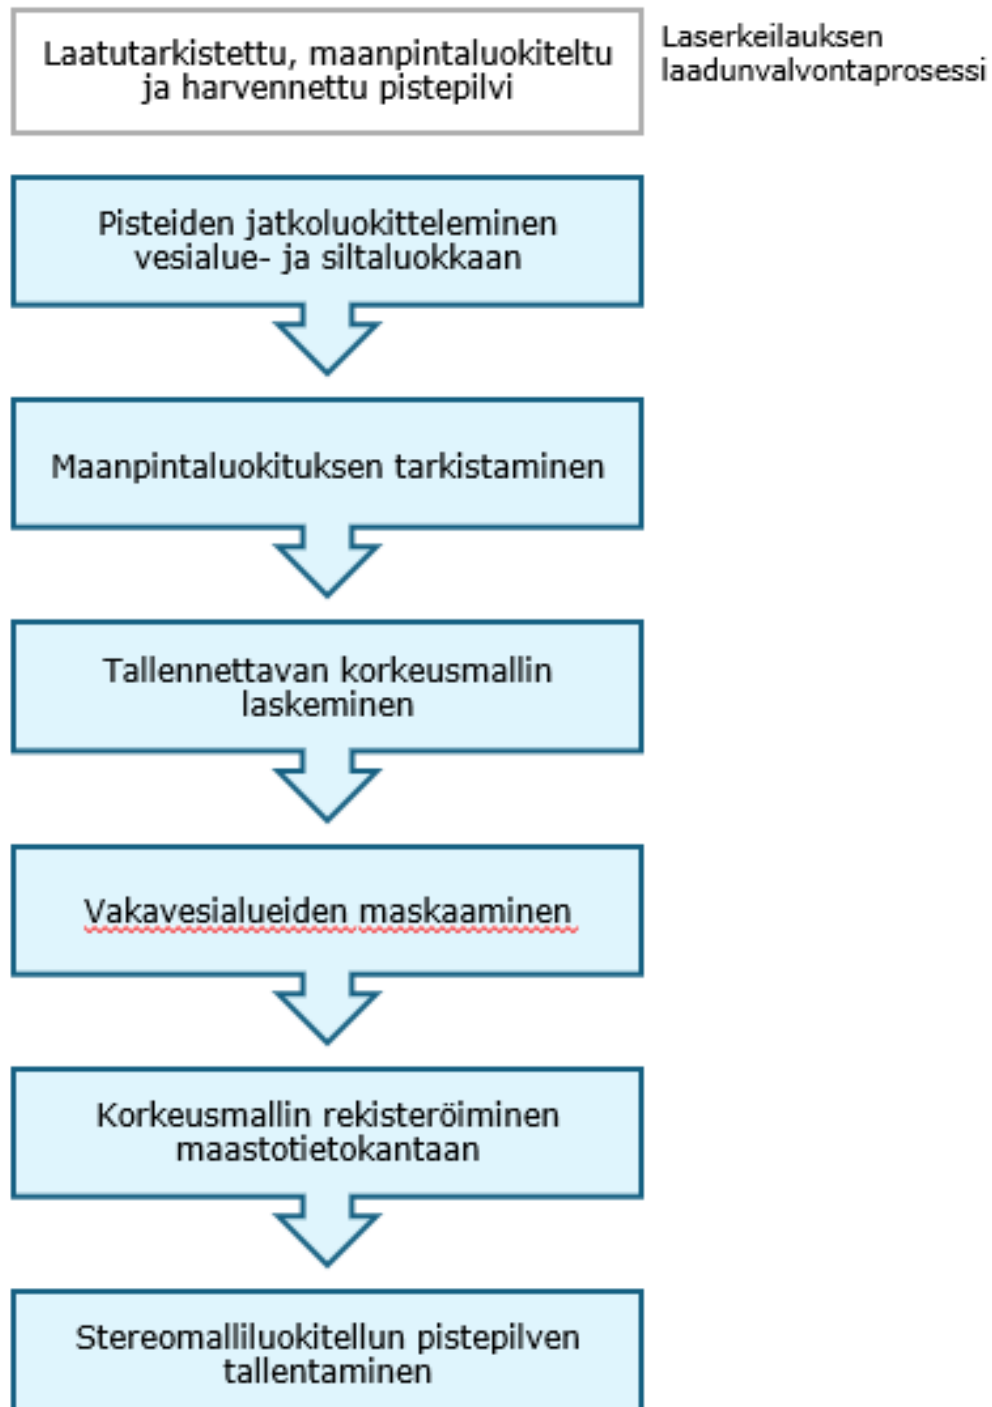 Laatutarkistettu, maanpintaluokiteltu
ja harvennettu pistepilvi
Laserkeilauksen
laadunvalvontaprosessi
Pisteiden jatkoluokitteleminen
vesialue- ja siltaluokkaan
Maanpintaluokituksen tarkistaminen
Tallennettavan korkeusmallin
laskeminen
Vakavesialueiden maskaaminen
Korkeusmallin rekisteröiminen
maastotietokantaan
Stereomalliluokitellun pistepilven
tallentaminen